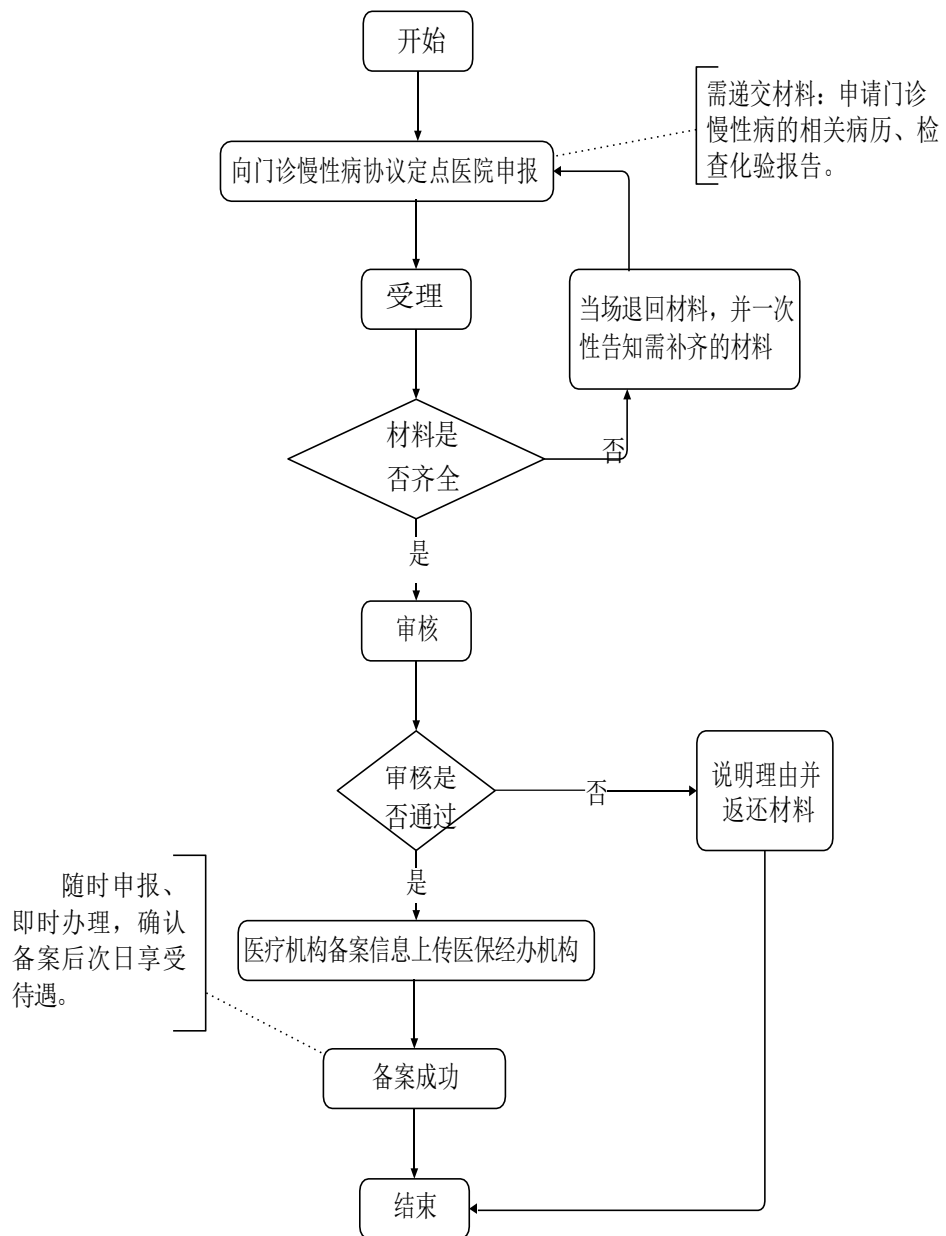 开始
需递交材料：申请门诊
慢性病的相关病历、检
查化验报告。
向门诊慢性病协议定点医院申报
受理
当场退回材料，并一次
性告知需补齐的材料
材料是
否齐全
否
是
审核
审核是
否通过
否
说明理由并
返还材料
是
随时申报、
即时办理，确认
备案后次日享受
待遇。
医疗机构备案信息上传医保经办机构
备案成功
结束